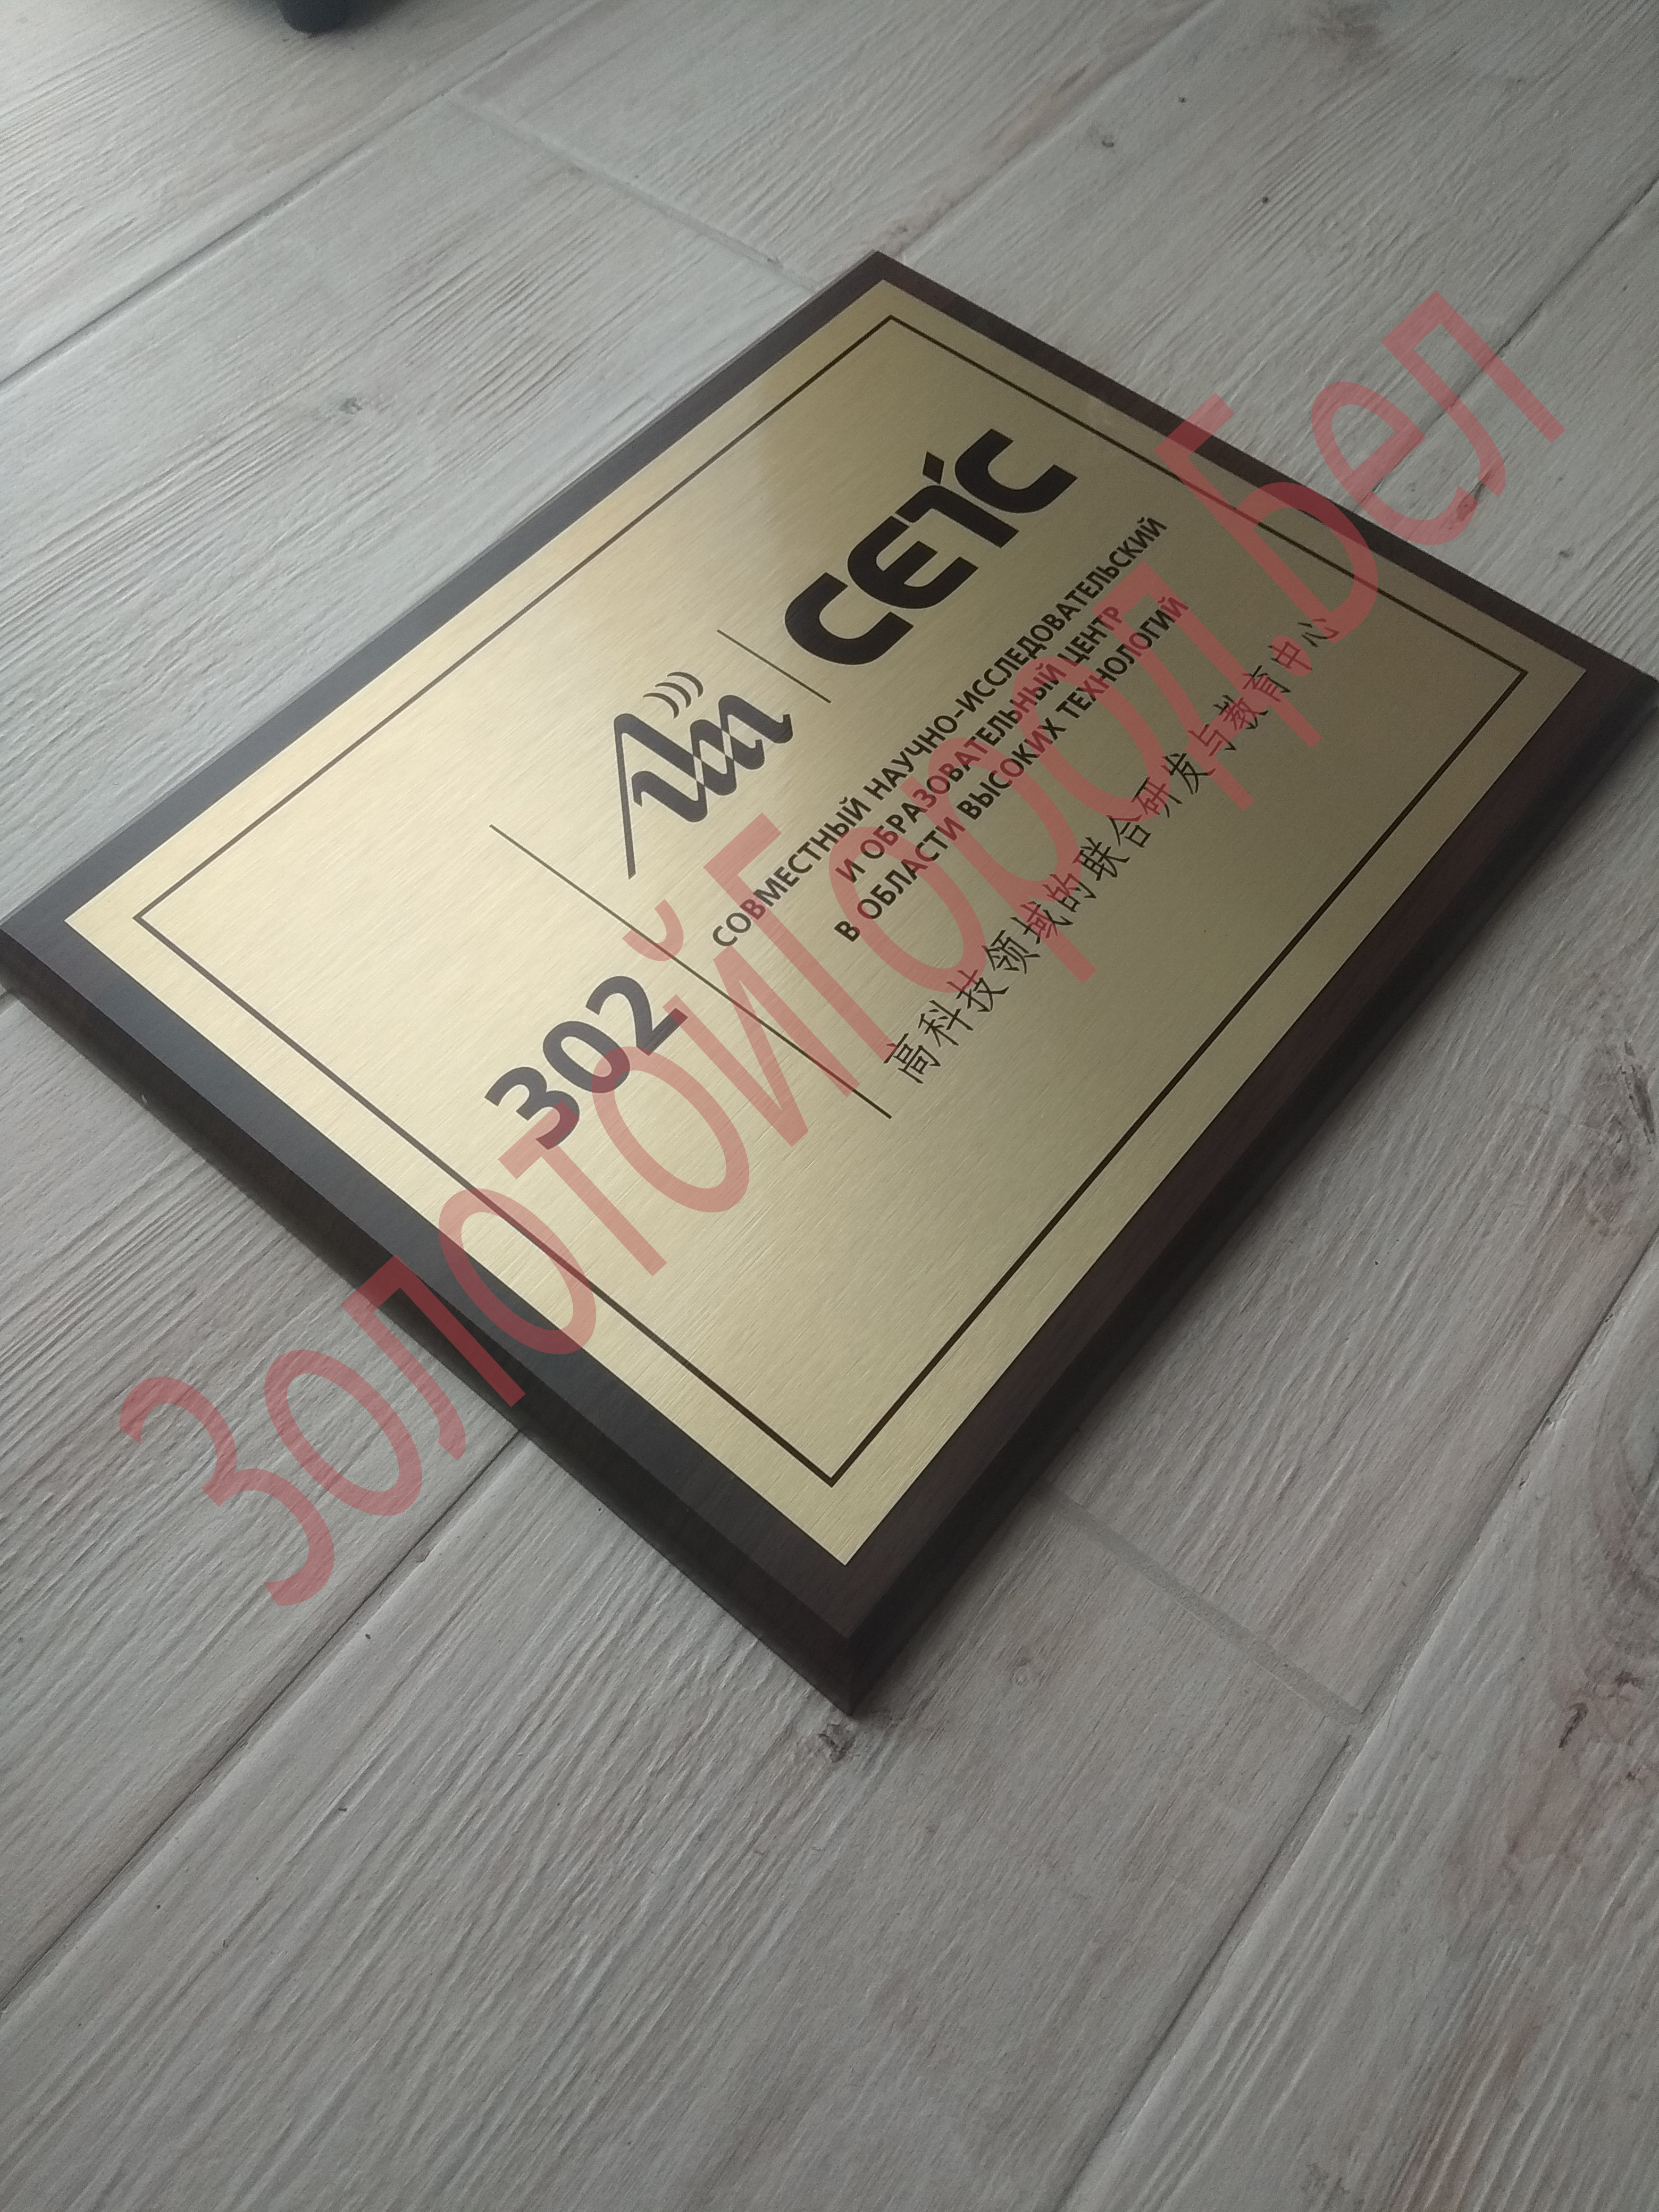 302
CETC
СОВМЕСТНЫЙ НАУЧНО-ИССЛЕДОВАТЕЛЬСКИЙ
И ОБРАЗОВАТЕЛЬНЫЙ ЦЕНТР
В ОБЛАСТИ ВЫСОКИХ ТЕХНОЛОГИЙ
高科技领域的联合研发与教育中心
ЗолотойГород.бел